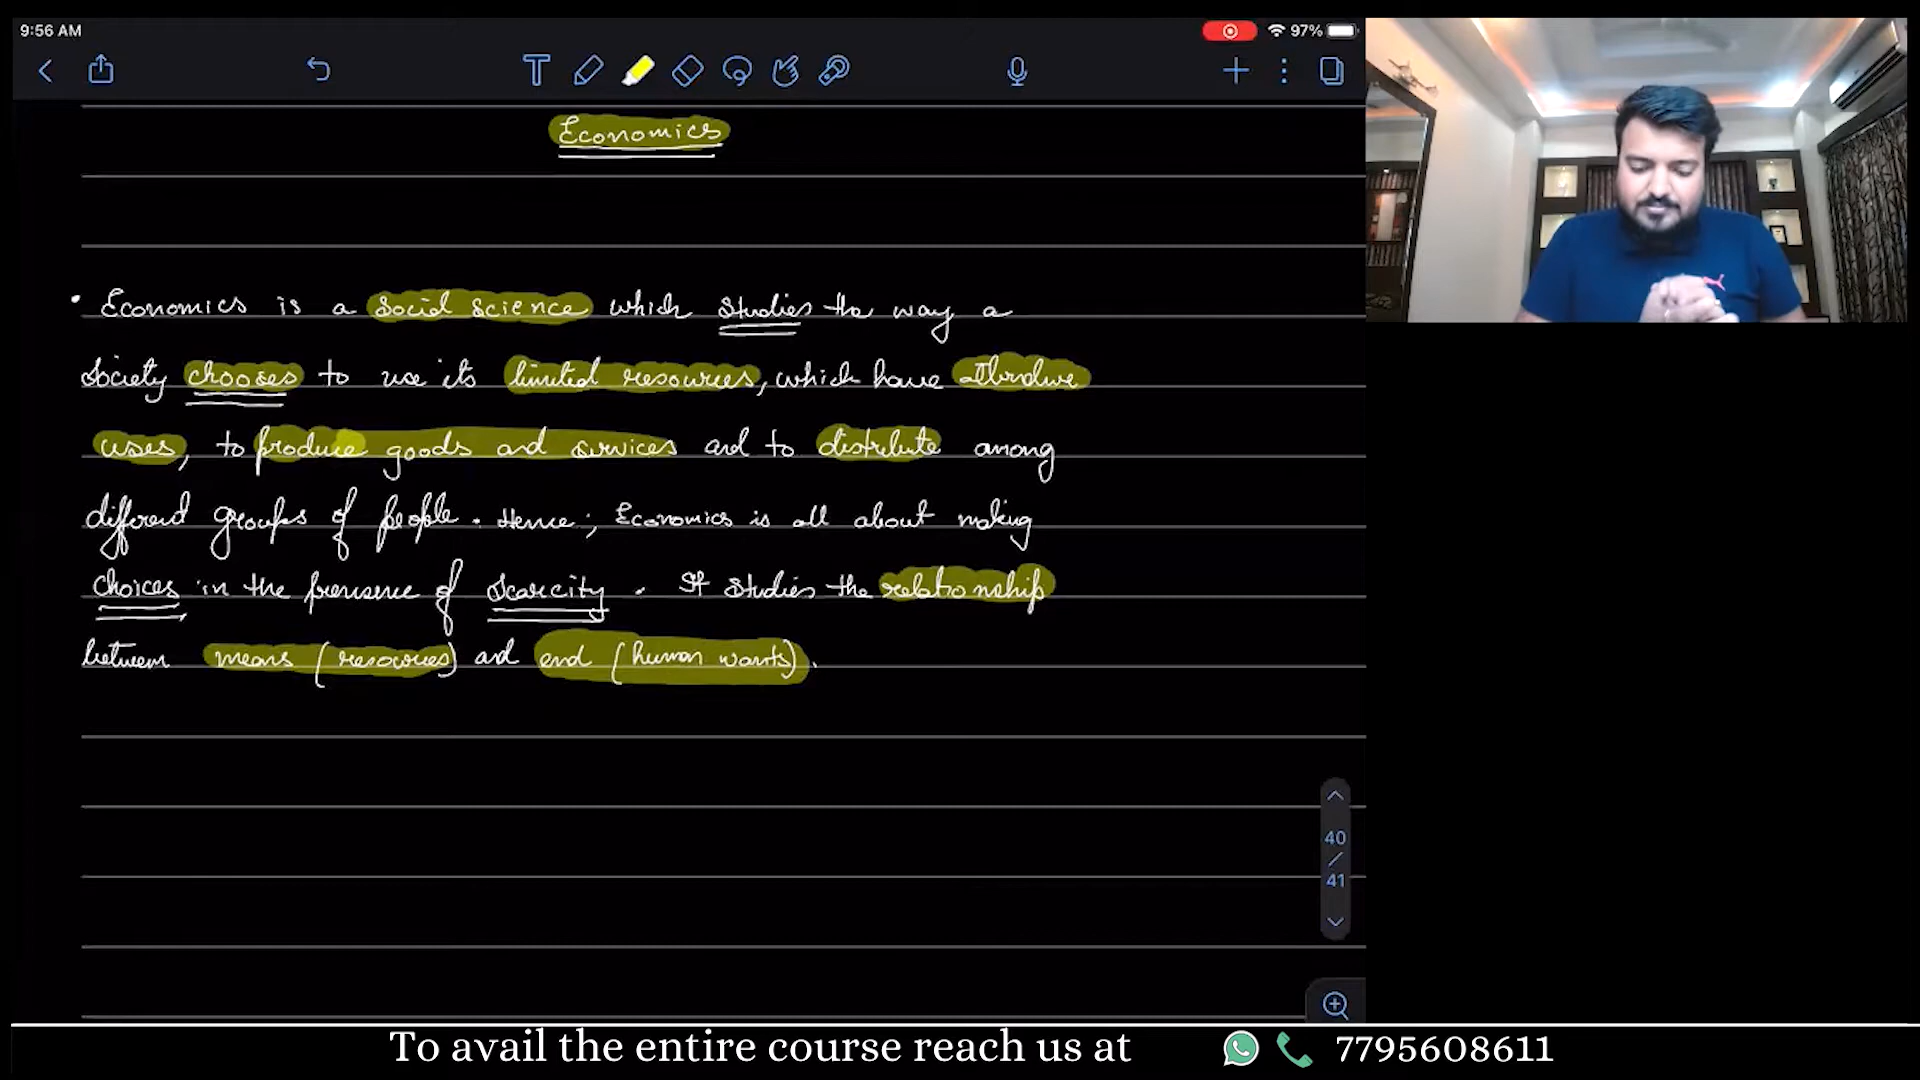 9:56 AM
97%
Economics
• Economics is a social science which studies the way a
society chooses to use its limited resources, which have alternative
uses, to produce goods and services and to distribute among
different groups of people. Hence; Economics is all about making
choices in the presence of scarcity. It studies the relationship
between means (resources) and end (human wants).
40
/
41
To avail the entire course reach us at 7795608611